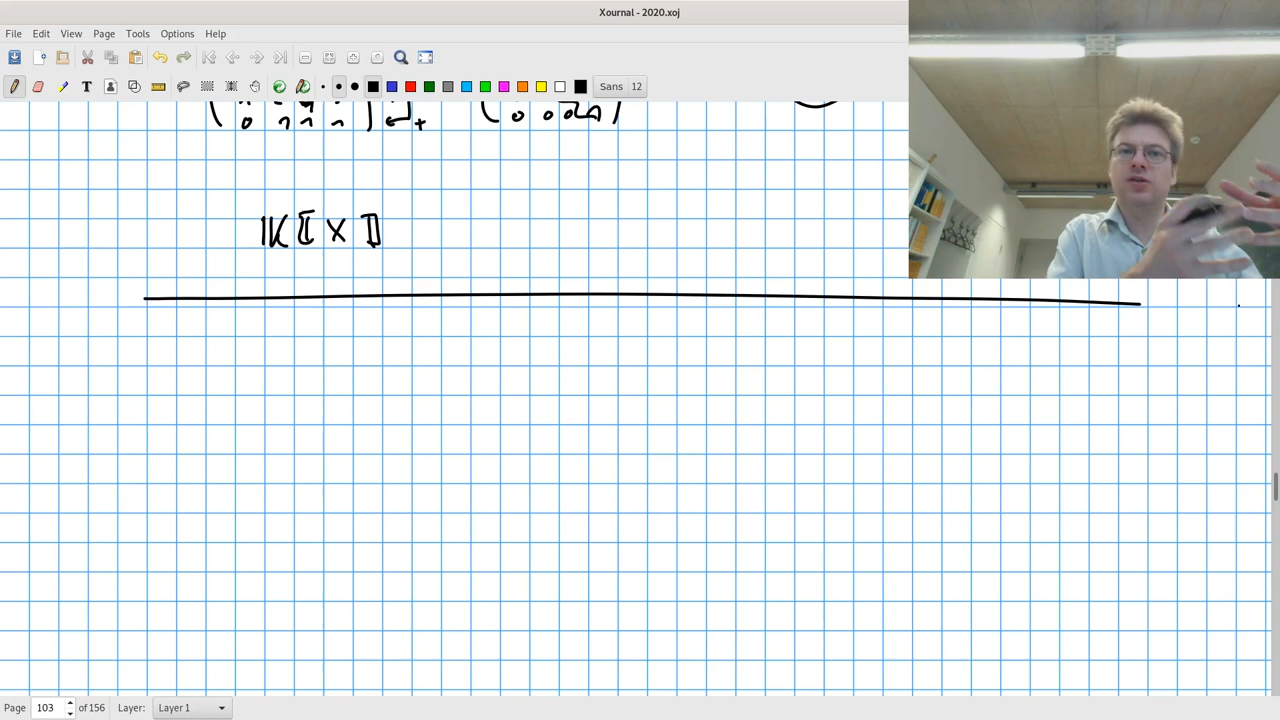 Xournal - 2020.xoj
File Edit View Page Tools Options Help
T Sans 12
𝕂⟦X⟧
Page 103 of 156 Layer: Layer 1